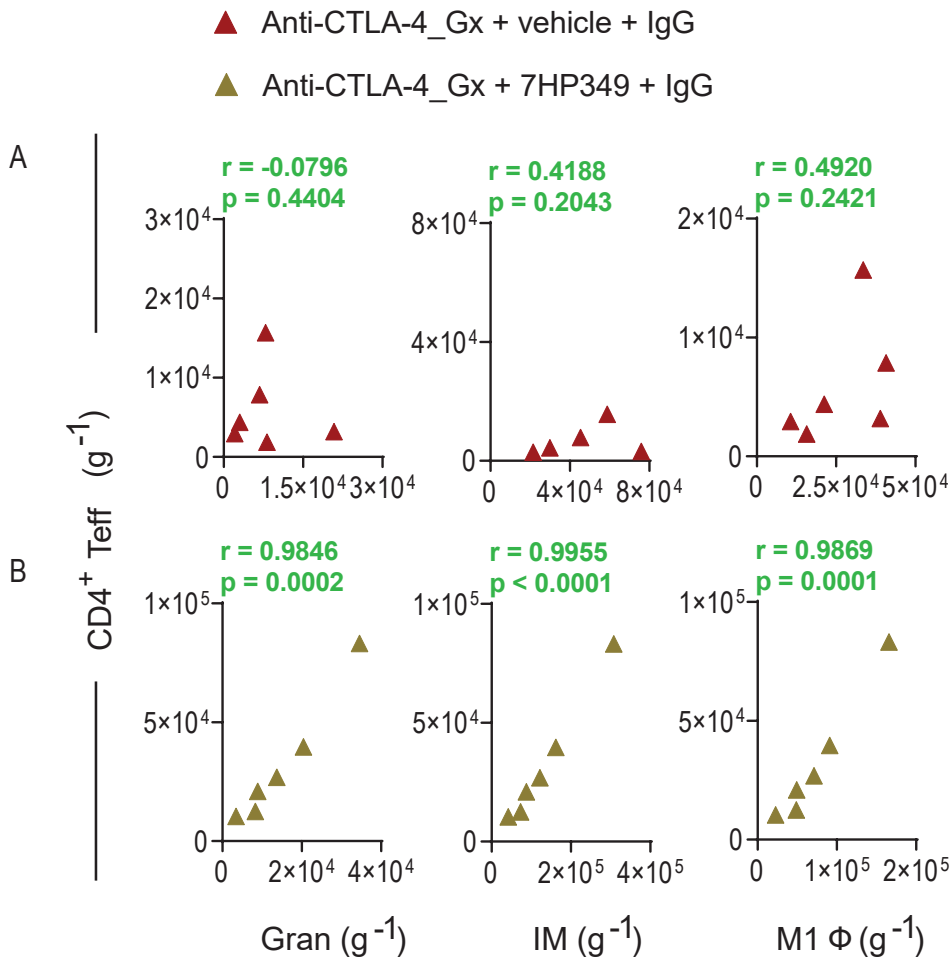 Anti-CTLA-4_Gx + vehicle + IgG
Anti-CTLA-4_Gx + 7HP349 + IgG
A
r = -0.0796
p = 0.4404
3×10⁴
2×10⁴
1×10⁴
0
0
1.5×10⁴
3×10⁴
r = 0.4188
p = 0.2043
8×10⁴
4×10⁴
0
0
4×10⁴
8×10⁴
r = 0.4920
p = 0.2421
2×10⁴
1×10⁴
0
0
2.5×10⁴
5×10⁴
CD4⁺ Teff (g⁻¹)
B
r = 0.9846
p = 0.0002
1×10⁵
5×10⁴
0
0
2×10⁴
4×10⁴
r = 0.9955
p < 0.0001
1×10⁵
5×10⁴
0
0
2×10⁵
4×10⁵
r = 0.9869
p = 0.0001
1×10⁵
5×10⁴
0
0
1×10⁵
2×10⁵
Gran (g⁻¹)
IM (g⁻¹)
M1 Φ (g⁻¹)